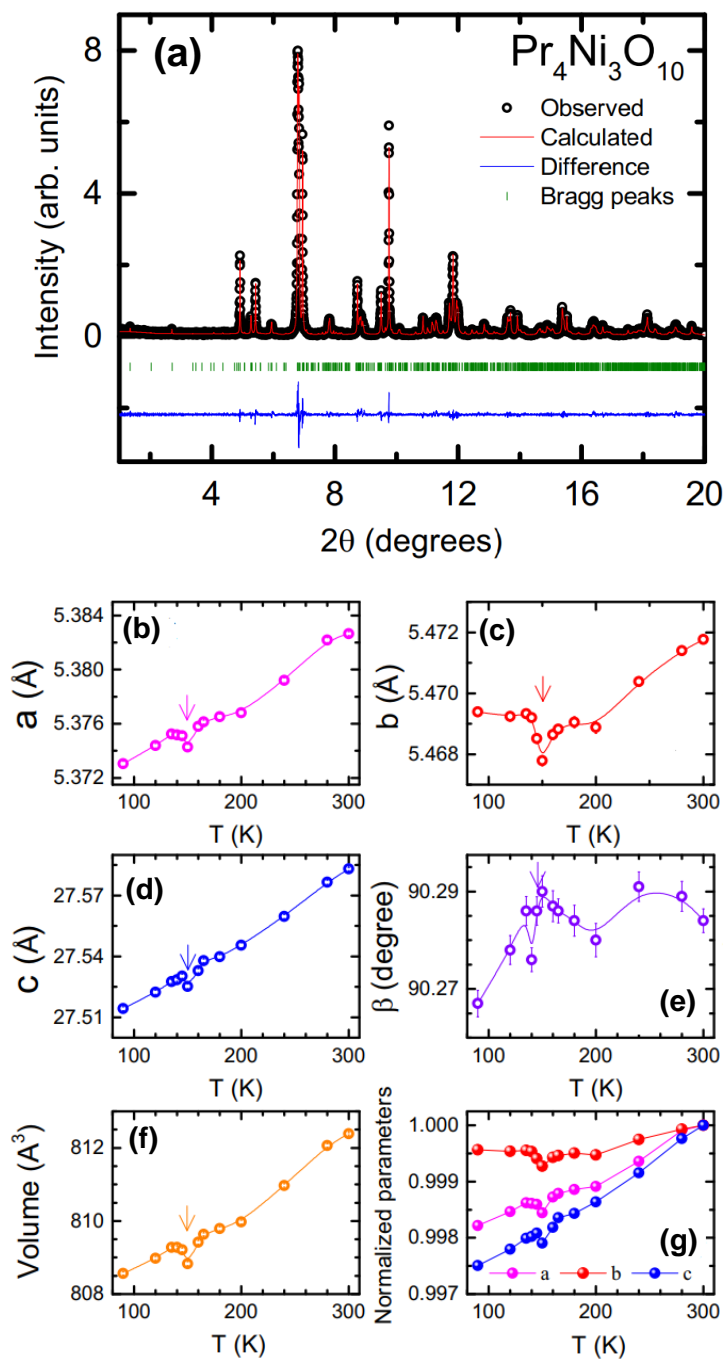 (a)
Pr4Ni3O10
Observed
Calculated
Difference
Bragg peaks
Intensity (arb. units)
8
4
0
4 8 12 16 20
2θ (degrees)
(b)
a (Å)
5.384
5.380
5.376
5.372
100 200 300
T (K)
(c)
b (Å)
5.472
5.470
5.468
100 200 300
T (K)
(d)
c (Å)
27.57
27.54
27.51
100 200 300
T (K)
(e)
β (degree)
90.29
90.27
100 200 300
T (K)
(f)
Volume (A³)
812
810
808
100 200 300
T (K)
(g)
Normalized parameters
1.000
0.999
0.998
0.997
a b c
100 200 300
T (K)